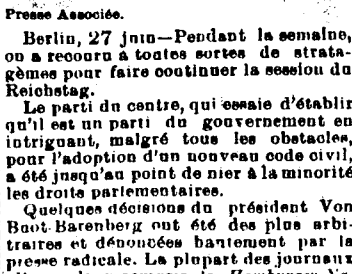 Presse Associée.
Berlin, 27 juin—Pendant la semaine,
on a recouru à toutes sortes de strata-
gèmes pour faire continuer la session du
Reichstag.
Le parti du centre, qui essaie d'établir
qu'il est un parti du gouvernement en
intriguant, malgré tous les obstacles,
pour l'adoption d'un nouveau code civil,
a été jusqu'au point de nier à la minorité
les droits parlementaires.
Quelques décisions du président Von
Buot-Barenberg ont été des plus arbi-
traires et dénoncées hautement par la
presse radicale. La plupart des journaux